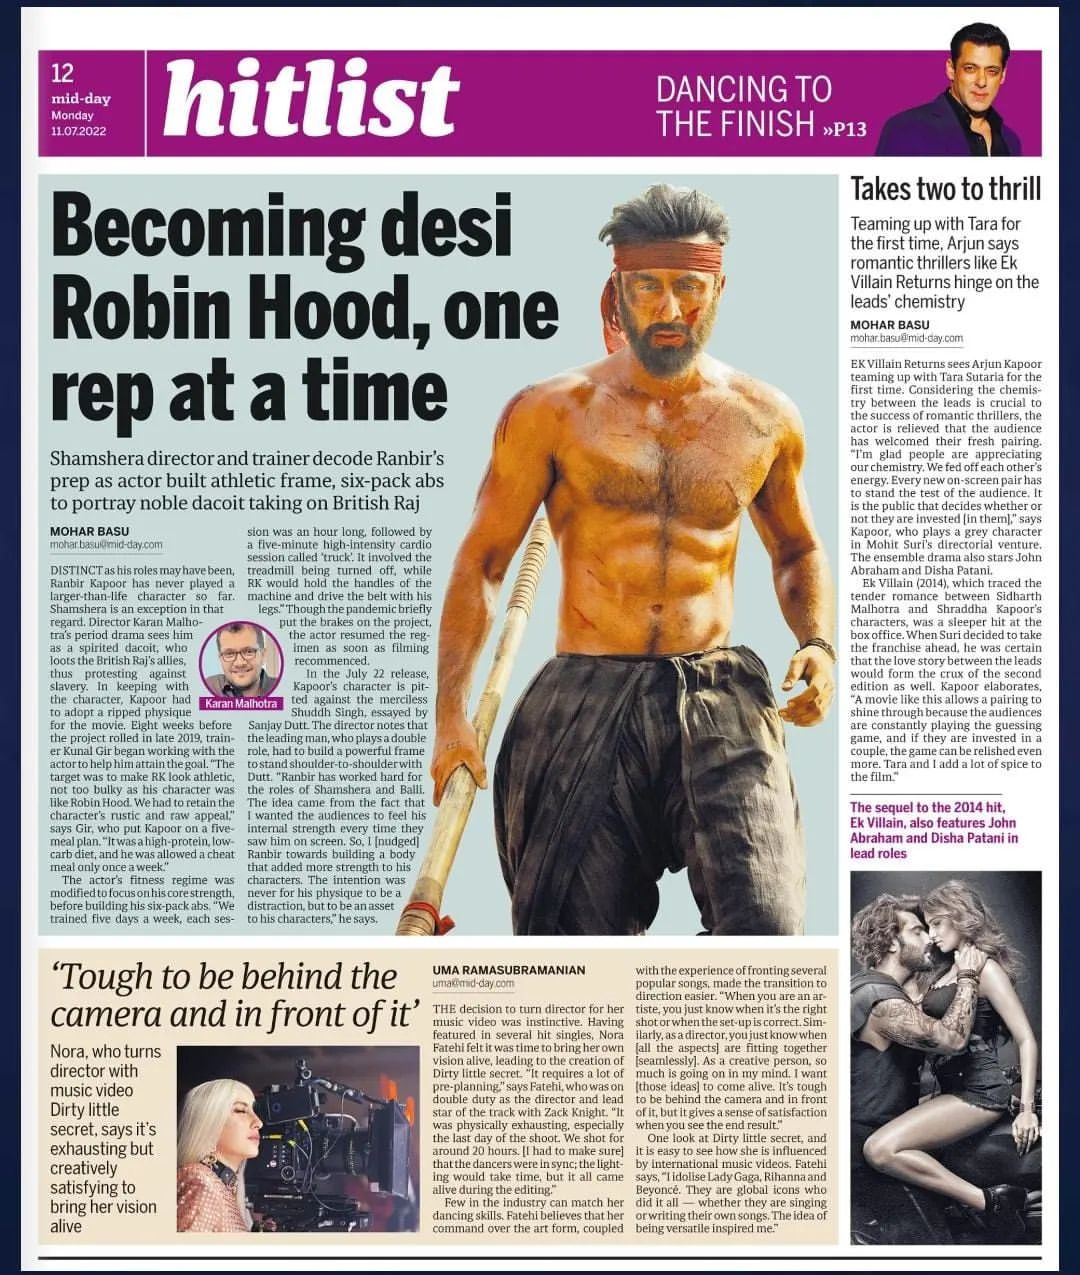 12
mid-day
Monday
11.07.2022
hitlist
DANCING TO
THE FINISH »P13
Becoming desi
Robin Hood, one
rep at a time
Shamshera director and trainer decode Ranbir's
prep as actor built athletic frame, six-pack abs
to portray noble dacoit taking on British Raj
MOHAR BASU
mohar.basu@mid-day.com
DISTINCT as his roles may have been,
Ranbir Kapoor has never played a
larger-than-life character so far.
Shamshera is an exception in that
regard. Director Karan Malho-
tra's period drama sees him
as a spirited dacoit, who
loots the British Raj's allies,
thus protesting against
slavery. In keeping with
the character, Kapoor had
to adopt a ripped physique
for the movie. Eight weeks before
the project rolled in late 2019, train-
er Kunal Gir began working with the
actor to help him attain the goal. "The
target was to make RK look athletic,
not too bulky as his character was
like Robin Hood. We had to retain the
character's rustic and raw appeal,"
says Gir, who put Kapoor on a five-
meal plan. "It was a high-protein, low-
carb diet, and he was allowed a cheat
meal only once a week."
The actor's fitness regime was
modified to focus on his core strength,
before building his six-pack abs. "We
trained five days a week, each ses-
sion was an hour long, followed by
a five-minute high-intensity cardio
session called 'truck'. It involved the
treadmill being turned off, while
RK would hold the handles of the
machine and drive the belt with his
legs." Though the pandemic briefly
put the brakes on the project,
the actor resumed the reg-
imen as soon as filming
recommenced.
In the July 22 release,
Kapoor's character is pit-
ted against the merciless
Shuddh Singh, essayed by
Sanjay Dutt. The director notes that
the leading man, who plays a double
role, had to build a powerful frame
to stand shoulder-to-shoulder with
Dutt. "Ranbir has worked hard for
the roles of Shamshera and Balli.
The idea came from the fact that
I wanted the audiences to feel his
internal strength every time they
saw him on screen. So, I [nudged]
Ranbir towards building a body
that added more strength to his
characters. The intention was
never for his physique to be a
distraction, but to be an asset
to his characters," he says.
Karan Malhotra
Takes two to thrill
Teaming up with Tara for
the first time, Arjun says
romantic thrillers like Ek
Villain Returns hinge on the
leads' chemistry
MOHAR BASU
mohar.basu@mid-day.com
EK Villain Returns sees Arjun Kapoor
teaming up with Tara Sutaria for the
first time. Considering the chemis-
try between the leads is crucial to
the success of romantic thrillers, the
actor is relieved that the audience
has welcomed their fresh pairing.
"I'm glad people are appreciating
our chemistry. We fed off each other's
energy. Every new on-screen pair has
to stand the test of the audience. It
is the public that decides whether or
not they are invested [in them]," says
Kapoor, who plays a grey character
in Mohit Suri's directorial venture.
The ensemble drama also stars John
Abraham and Disha Patani.
Ek Villain (2014), which traced the
tender romance between Sidharth
Malhotra and Shraddha Kapoor's
characters, was a sleeper hit at the
box office. When Suri decided to take
the franchise ahead, he was certain
that the love story between the leads
would form the crux of the second
edition as well. Kapoor elaborates,
"A movie like this allows a pairing to
shine through because the audiences
are constantly playing the guessing
game, and if they are invested in a
couple, the game can be relished even
more. Tara and I add a lot of spice to
the film."
The sequel to the 2014 hit,
Ek Villain, also features John
Abraham and Disha Patani in
lead roles
'Tough to be behind the
camera and in front of it'
Nora, who turns
director with
music video
Dirty little
secret, says it's
exhausting but
creatively
satisfying to
bring her vision
alive
UMA RAMASUBRAMANIAN
uma@mid-day.com
THE decision to turn director for her
music video was instinctive. Having
featured in several hit singles, Nora
Fatehi felt it was time to bring her own
vision alive, leading to the creation of
Dirty little secret. "It requires a lot of
pre-planning," says Fatehi, who was on
double duty as the director and lead
star of the track with Zack Knight. "It
was physically exhausting, especially
the last day of the shoot. We shot for
around 20 hours. [I had to make sure]
that the dancers were in sync; the light-
ing would take time, but it all came
alive during the editing."
Few in the industry can match her
dancing skills. Fatehi believes that her
command over the art form, coupled
with the experience of fronting several
popular songs, made the transition to
direction easier. "When you are an ar-
tiste, you just know when it's the right
shot or when the set-up is correct. Sim-
ilarly, as a director, you just know when
[all the aspects] are fitting together
[seamlessly]. As a creative person, so
much is going on in my mind. I want
[those ideas] to come alive. It's tough
to be behind the camera and in front
of it, but it gives a sense of satisfaction
when you see the end result."
One look at Dirty little secret, and
it is easy to see how she is influenced
by international music videos. Fatehi
says, "I idolise Lady Gaga, Rihanna and
Beyoncé. They are global icons who
did it all — whether they are singing
or writing their own songs. The idea of
being versatile inspired me."